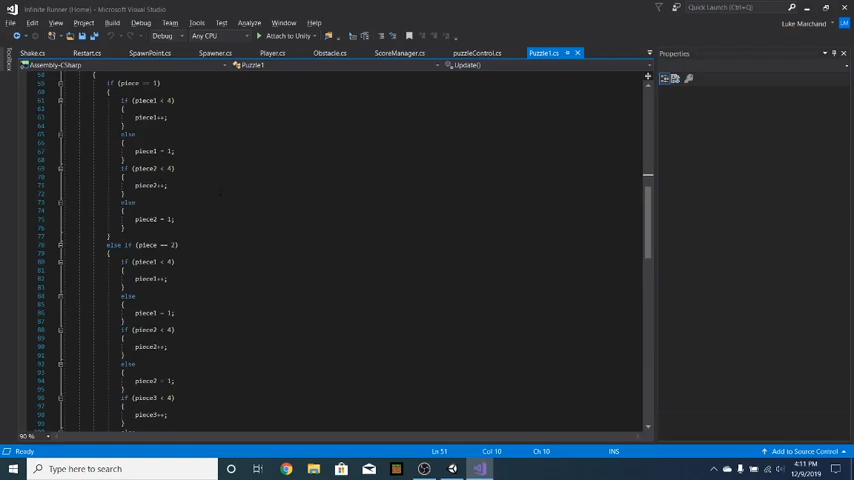 Infinite Runner (Home) - Microsoft Visual Studio
Quick Launch (Ctrl+Q)
File Edit View Project Build Debug Team Tools Test Analyze Window Help
Luke Marchand LM
Debug Any CPU Attach to Unity
Toolbox
Shake.cs Restart.cs SpawnPoint.cs Spawner.cs Player.cs Obstacle.cs ScoreManager.cs puzzleControl.cs Puzzle1.cs
Properties
Assembly-CSharp Puzzle1 Update()
58 {
59 if (piece == 1)
60 {
61 if (piece1 < 4)
62 {
63 piece1++;
64 }
65 else
66 {
67 piece1 = 1;
68 }
69 if (piece2 < 4)
70 {
71 piece2++;
72 }
73 else
74 {
75 piece2 = 1;
76 }
77 }
78 else if (piece == 2)
79 {
80 if (piece1 < 4)
81 {
82 piece1++;
83 }
84 else
85 {
86 piece1 = 1;
87 }
88 if (piece2 < 4)
89 {
90 piece2++;
91 }
92 else
93 {
94 piece2 = 1;
95 }
96 if (piece3 < 4)
97 {
98 piece3++;
}
90 %
Ready Ln 51 Col 10 Ch 10 INS Add to Source Control
Type here to search
4:11 PM
12/9/2019